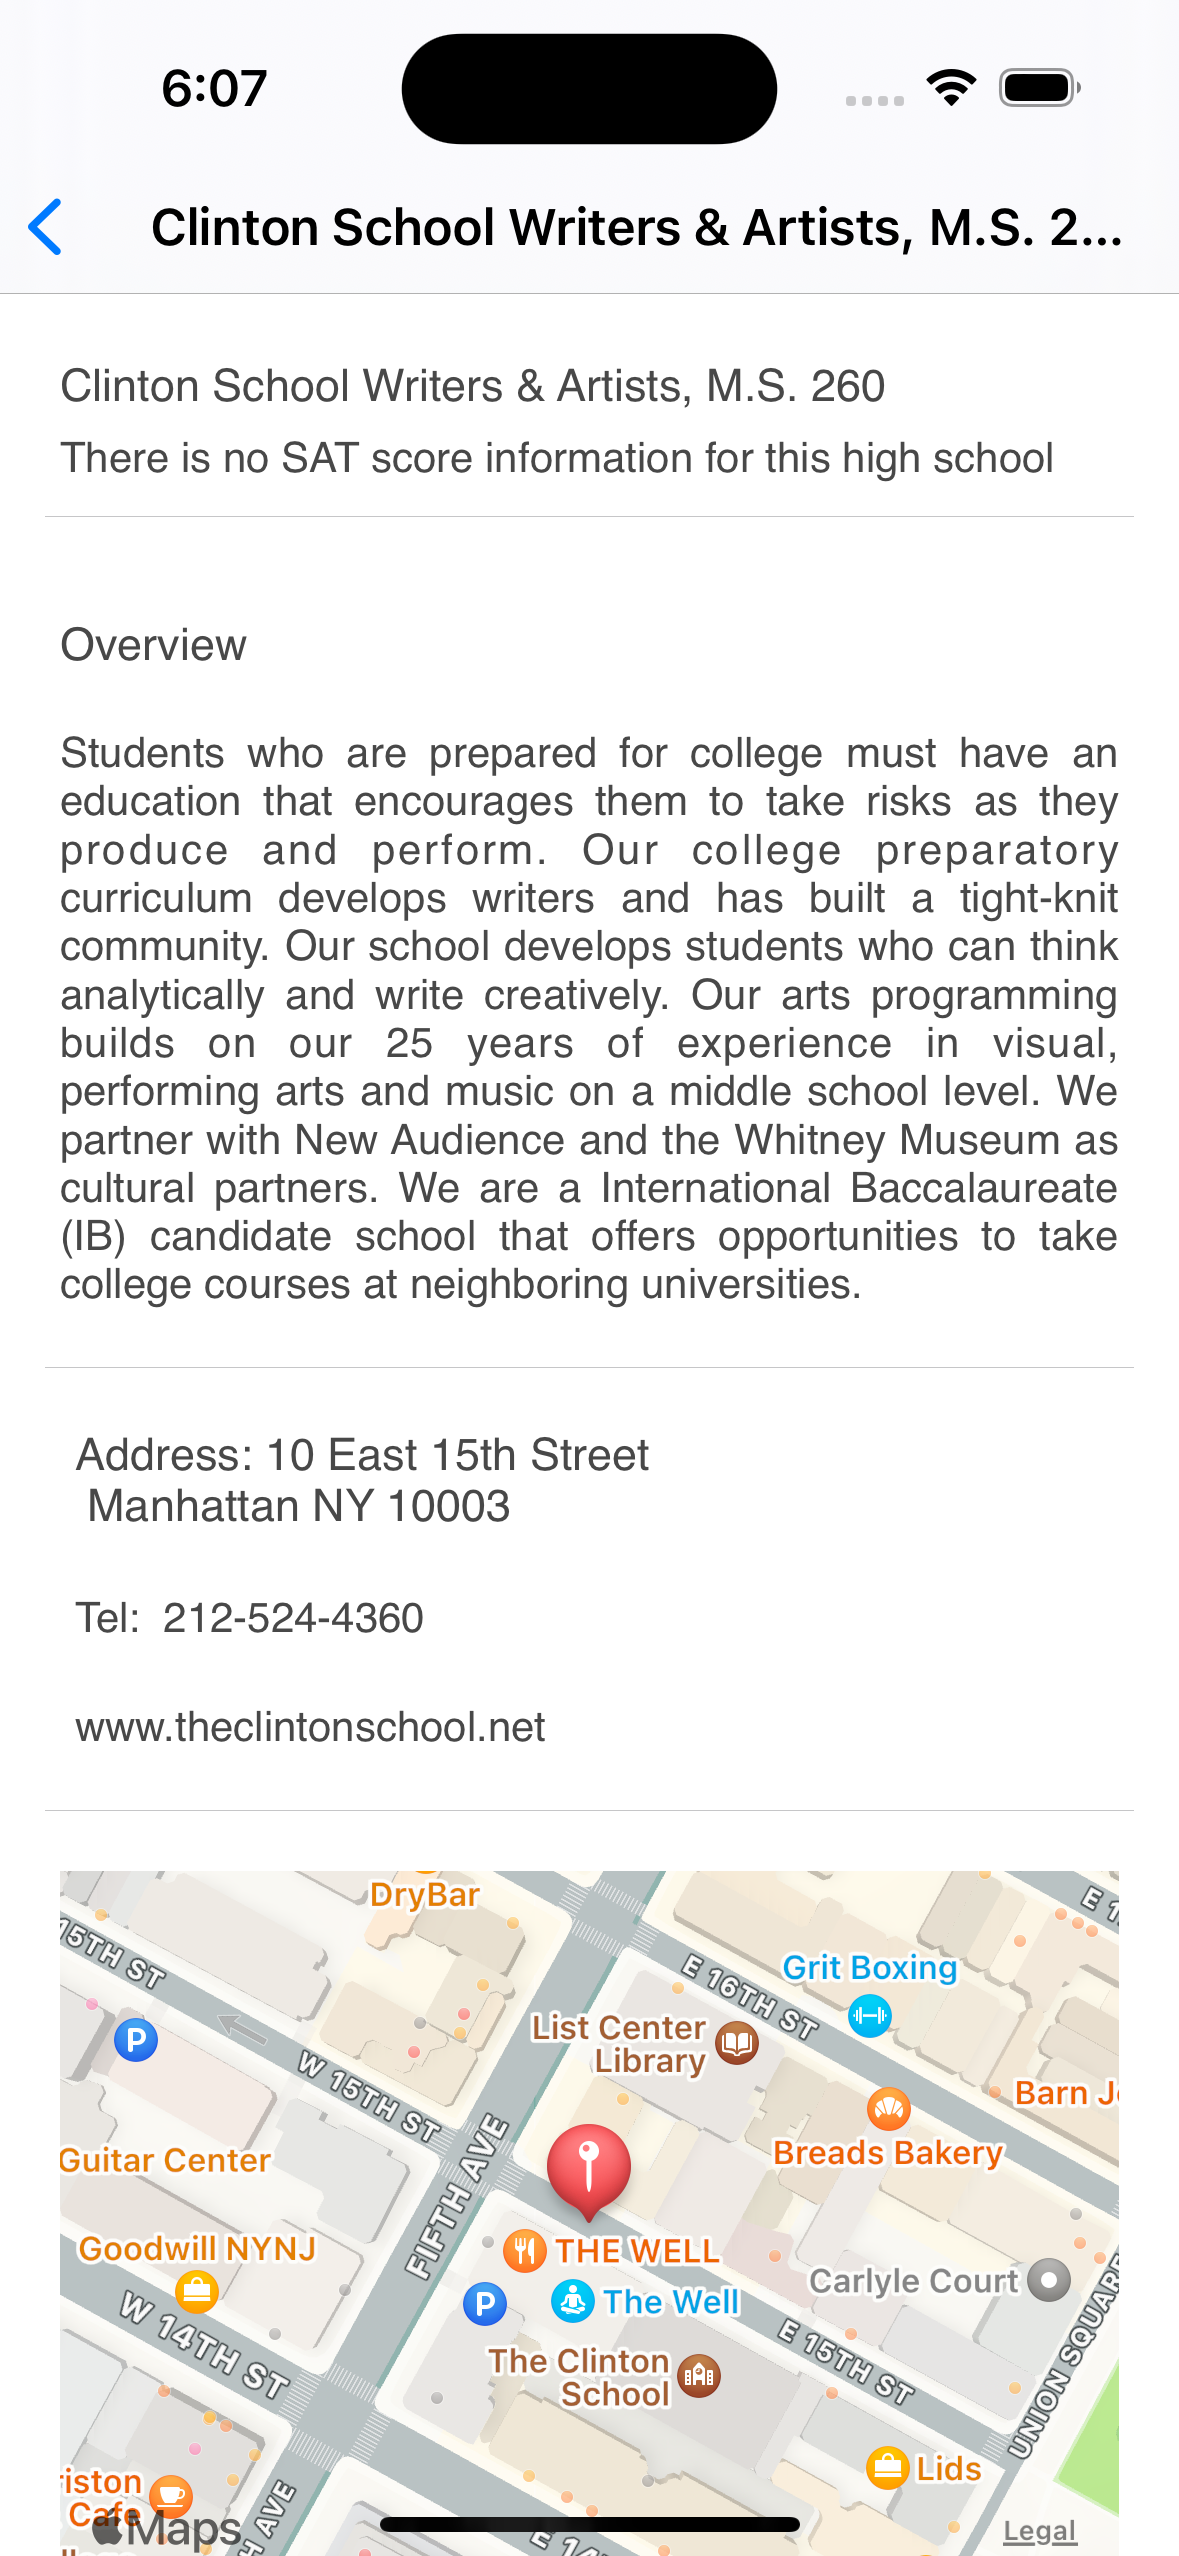 6:07
Clinton School Writers & Artists, M.S. 2...
Clinton School Writers & Artists, M.S. 260
There is no SAT score information for this high school
Overview
Students who are prepared for college must have an
education that encourages them to take risks as they
produce and perform. Our college preparatory
curriculum develops writers and has built a tight-knit
community. Our school develops students who can think
analytically and write creatively. Our arts programming
builds on our 25 years of experience in visual,
performing arts and music on a middle school level. We
partner with New Audience and the Whitney Museum as
cultural partners. We are a International Baccalaureate
(IB) candidate school that offers opportunities to take
college courses at neighboring universities.
Address: 10 East 15th Street
Manhattan NY 10003
Tel: 212-524-4360
www.theclintonschool.net
DryBar
15TH ST
E 16TH ST
Grit Boxing
List Center
Library
P
W 15TH ST
Barn J
Breads Bakery
Guitar Center
FIFTH AVE
Goodwill NYNJ
THE WELL
The Well
P
Carlyle Court
W 14TH ST
E 15TH ST
The Clinton
School
UNION SQUARE
Lids
riston
Cafe
H AVE
Maps
E 14
Legal